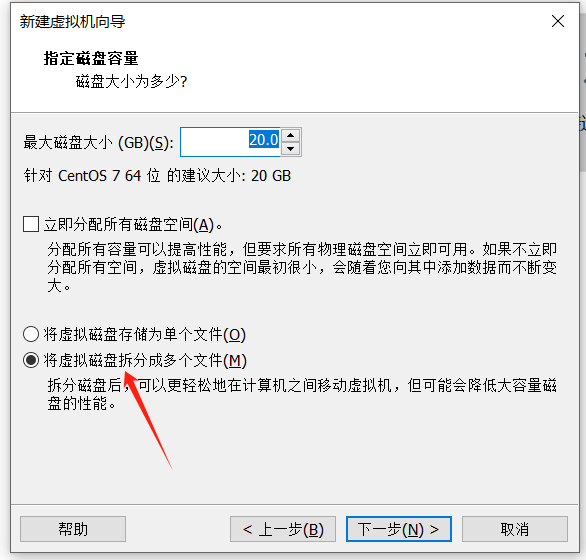 新建虚拟机向导
指定磁盘容量
磁盘大小为多少?
最大磁盘大小 (GB)(S): 20.0
针对 CentOS 7 64 位 的建议大小: 20 GB
立即分配所有磁盘空间(A)。
分配所有容量可以提高性能，但要求所有物理磁盘空间立即可用。如果不立即
分配所有空间，虚拟磁盘的空间最初很小，会随着您向其中添加数据而不断变
大。
将虚拟磁盘存储为单个文件(O)
将虚拟磁盘拆分成多个文件(M)
拆分磁盘后，可以更轻松地在计算机之间移动虚拟机，但可能会降低大容量磁
盘的性能。
帮助 < 上一步(B) 下一步(N) > 取消